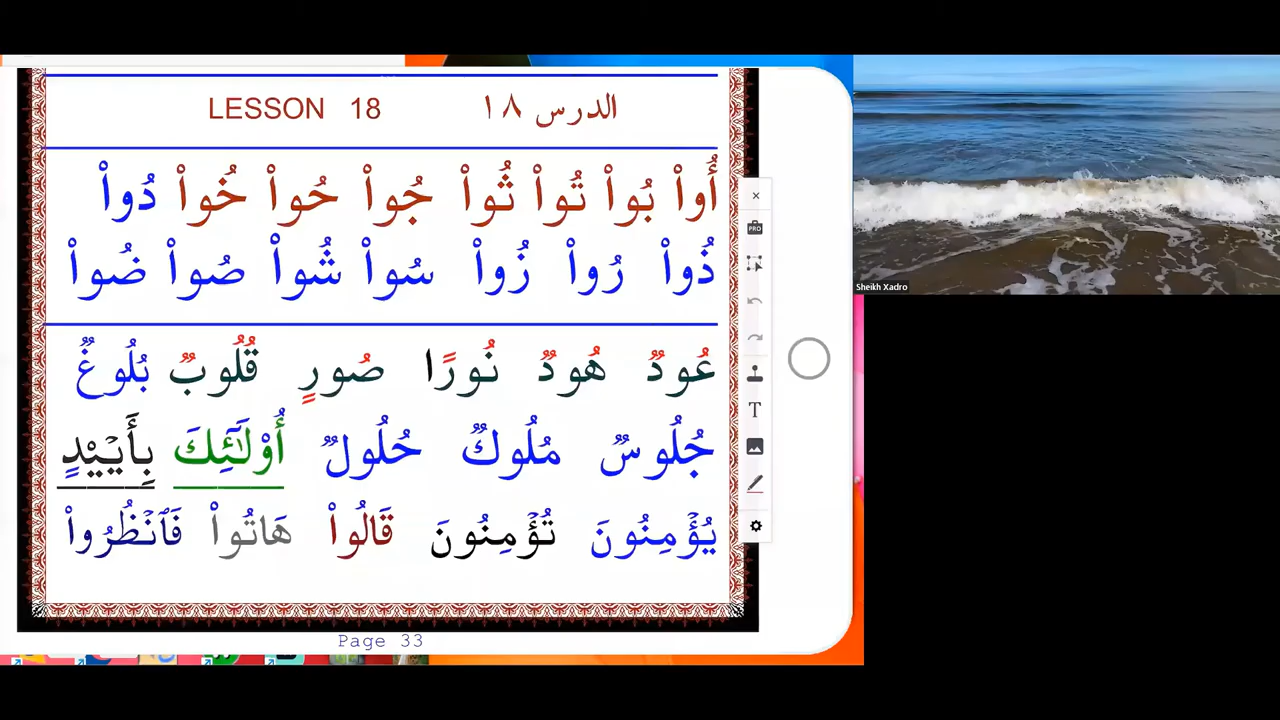 LESSON 18 الدرس ١٨
أُواْ بُواْ تُواْ ثُواْ جُواْ حُواْ خُواْ دُواْ
ذُواْ رُواْ زُواْ سُواْ شُواْ صُواْ ضُواْ
عُودٌ هُودٌ نُورًا صُورٍ قُلُوبٌ بُلُوغٌ
جُلُوسٌ مُلُوكٌ حُلُولٌ أُوْلَـٰٓئِكَ بِأَيۡيْدٍ
يُؤۡمِنُونَ تُؤۡمِنُونَ قَالُواْ هَاتُواْ فَٱنۡظُرُواْ
Page 33
PRO
T
Sheikh Xadro